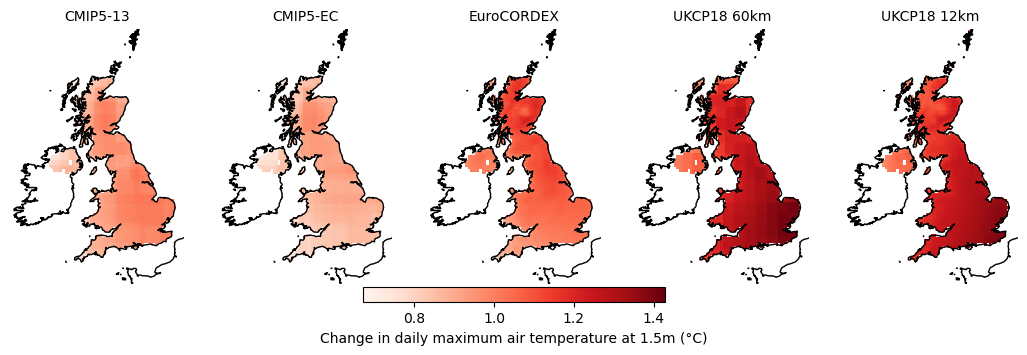 CMIP5-13
CMIP5-EC
EuroCORDEX
UKCP18 60km
UKCP18 12km
0.8
1.0
1.2
1.4
Change in daily maximum air temperature at 1.5m (°C)